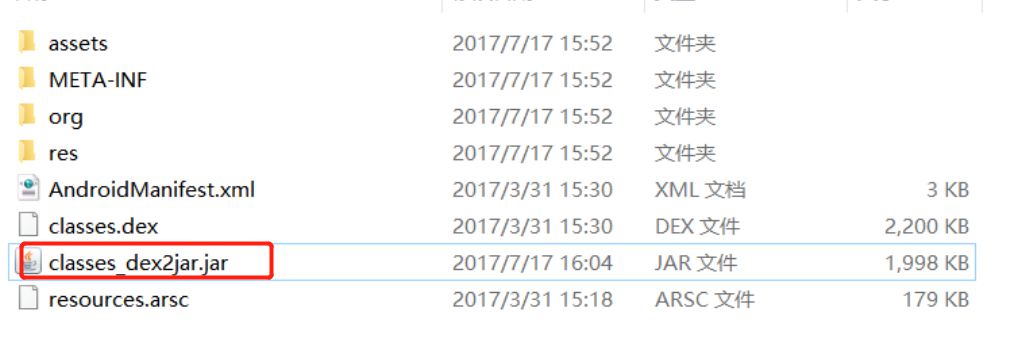 assets 2017/7/17 15:52 文件夹
META-INF 2017/7/17 15:52 文件夹
org 2017/7/17 15:52 文件夹
res 2017/7/17 15:52 文件夹
AndroidManifest.xml 2017/3/31 15:30 XML 文档 3 KB
classes.dex 2017/3/31 15:30 DEX 文件 2,200 KB
classes_dex2jar.jar 2017/7/17 16:04 JAR 文件 1,998 KB
resources.arsc 2017/3/31 15:18 ARSC 文件 179 KB